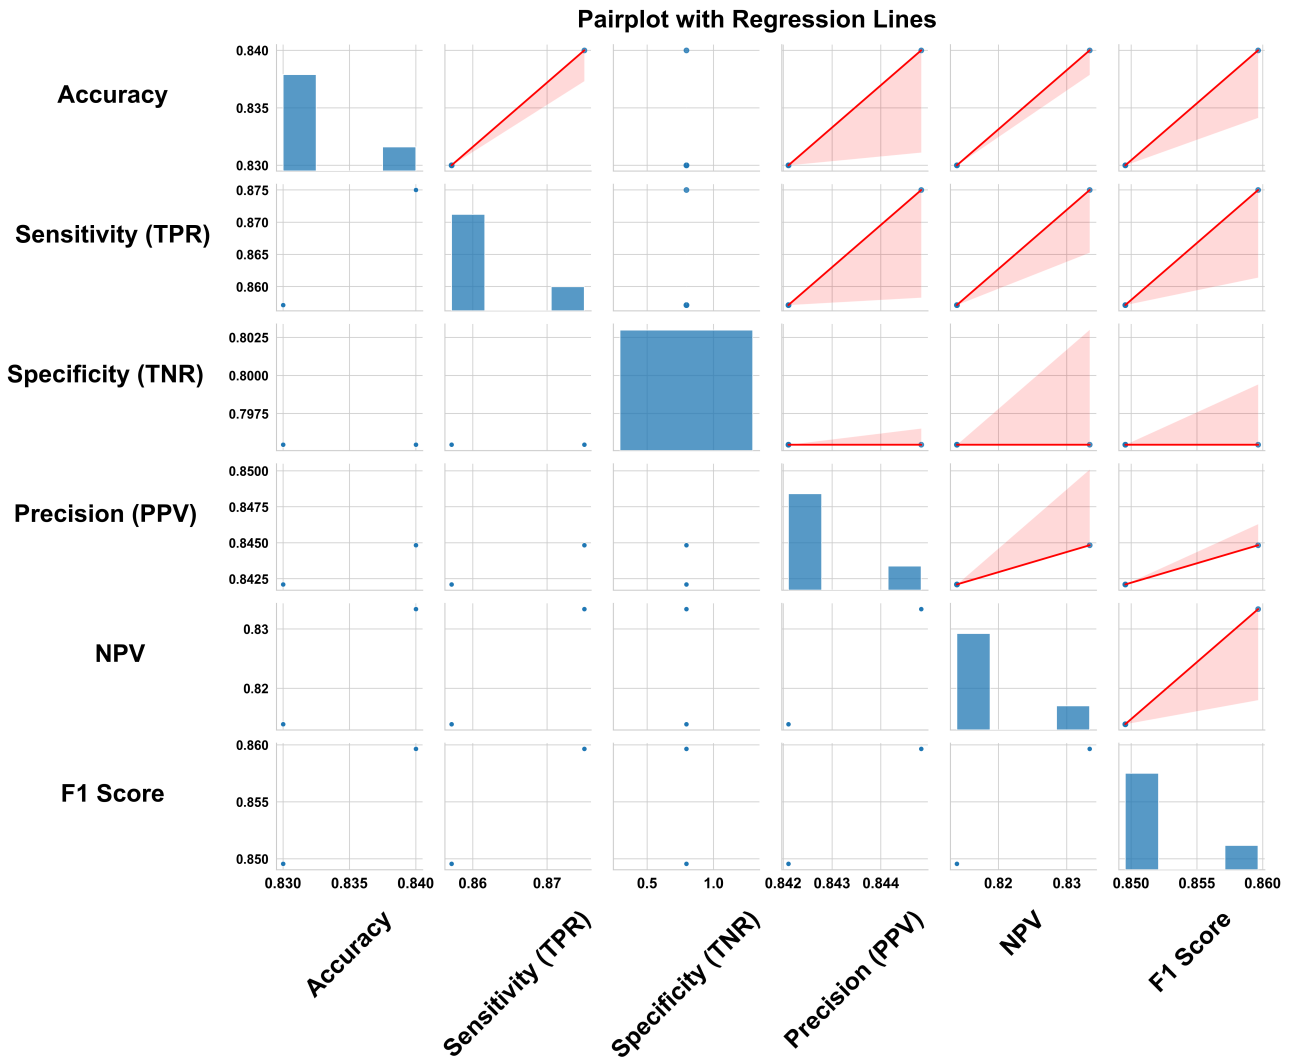 Pairplot with Regression Lines
0.840
Accuracy
0.835
0.830
0.875
0.870
Sensitivity (TPR)
0.865
0.860
0.8025
Specificity (TNR)
0.8000
0.7975
0.8500
Precision (PPV)
0.8475
0.8450
0.8425
0.83
NPV
0.82
0.860
F1 Score
0.855
0.850
0.830 0.835 0.840 0.86 0.87 0.5 1.0 0.842 0.843 0.844 0.82 0.83 0.850 0.855 0.860
Accuracy
Sensitivity (TPR)
Specificity (TNR)
Precision (PPV)
NPV
F1 Score